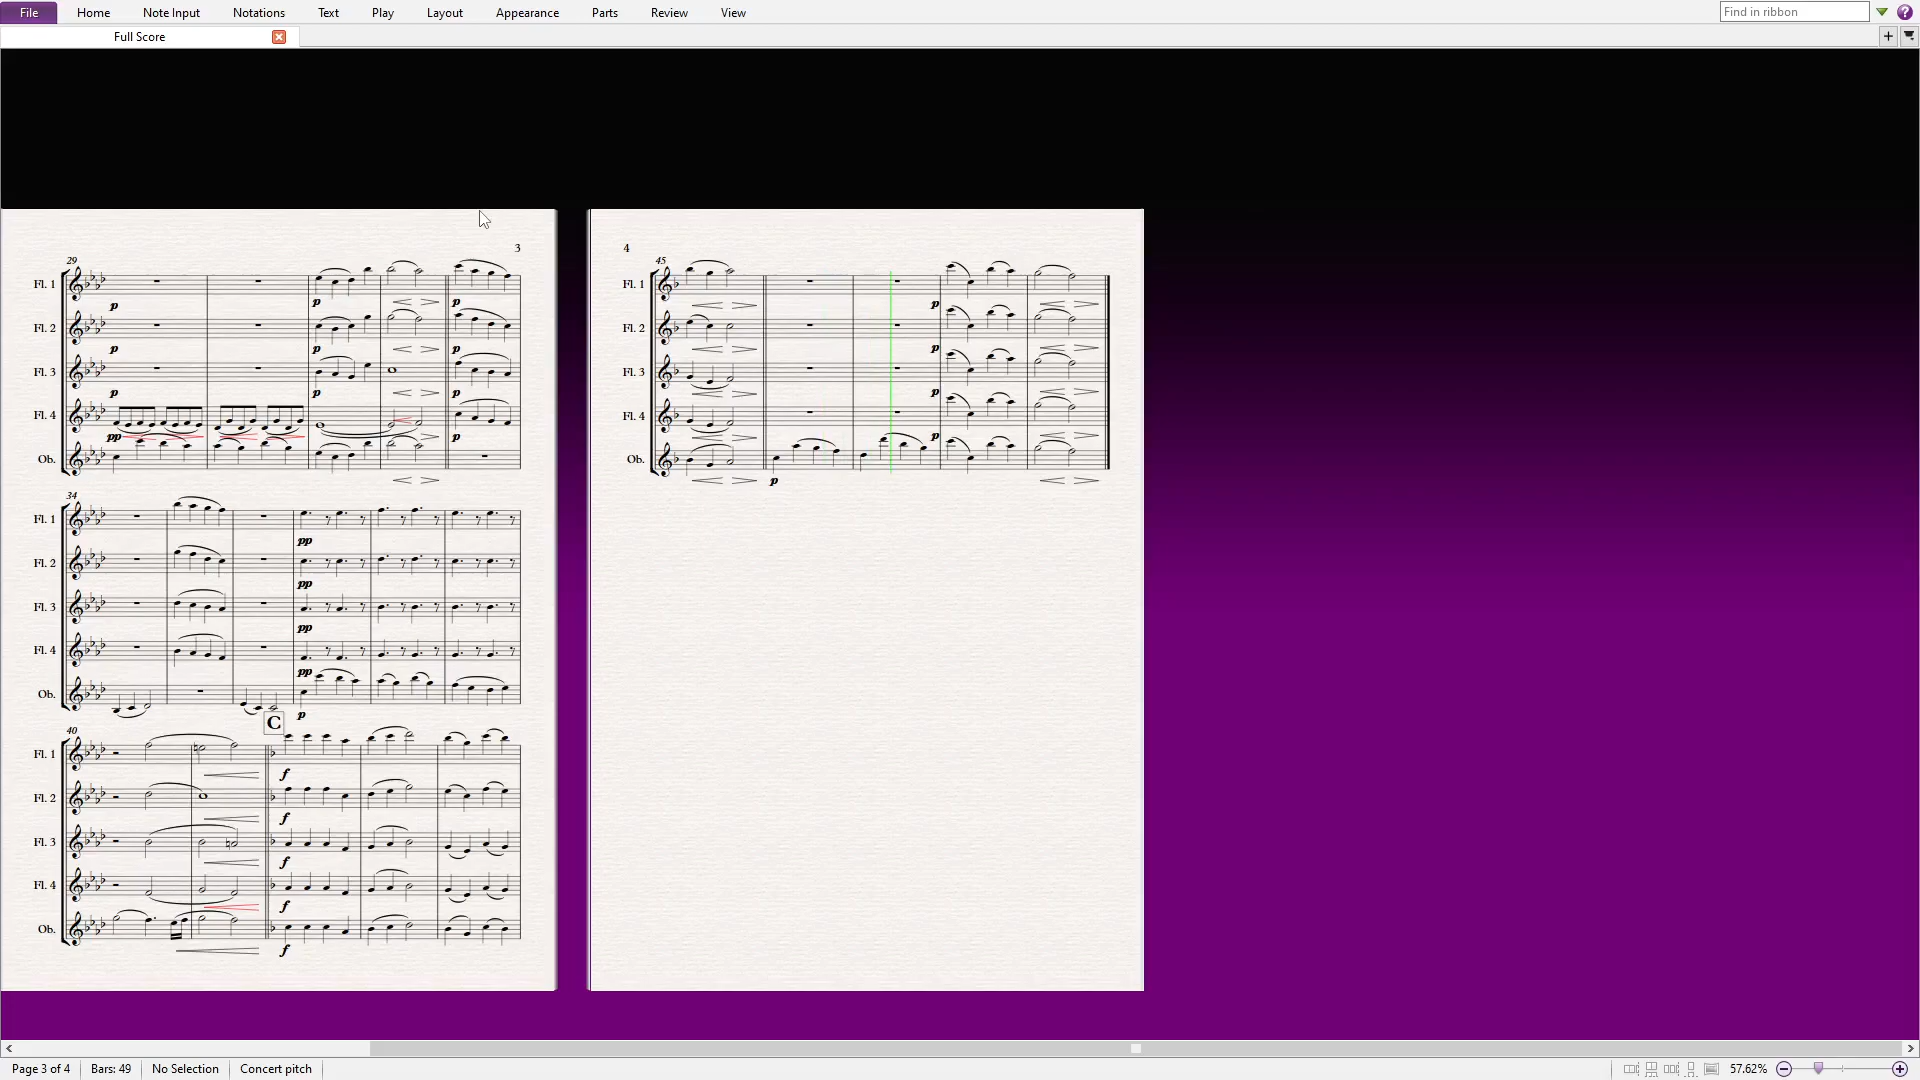 File Home Note Input Notations Text Play Layout Appearance Parts Review View Find in ribbon ?
Full Score
3
29
Fl. 1
p p p
Fl. 2
p p p
Fl. 3
p p p
Fl. 4
pp p
Ob.
34
Fl. 1
pp
Fl. 2
pp
Fl. 3
pp
Fl. 4
pp
Ob.
p
C
40
Fl. 1
f
Fl. 2
f
Fl. 3
f
Fl. 4
f
Ob.
f
4
45
Fl. 1
p
Fl. 2
p
Fl. 3
p
Fl. 4
p
Ob.
p
Page 3 of 4 Bars: 49 No Selection Concert pitch 57.62%